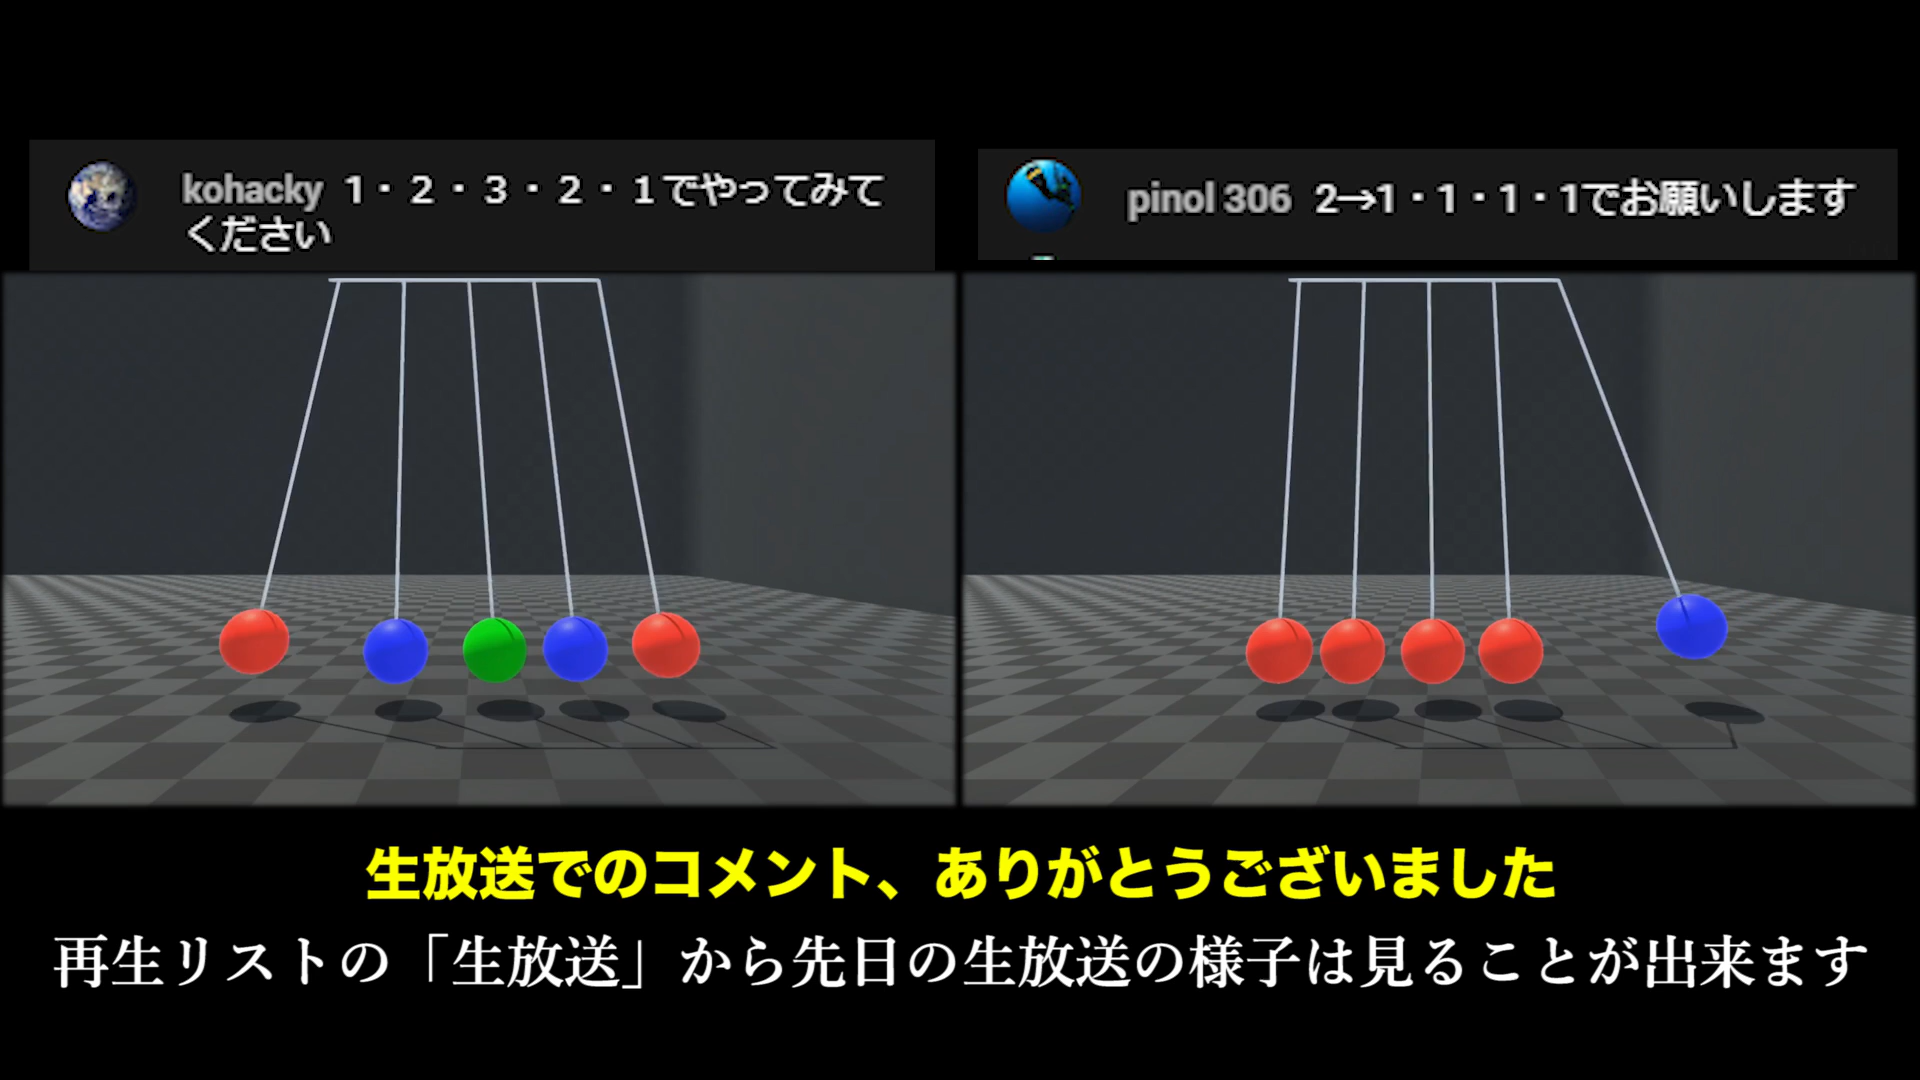 kohacky 1・2・3・2・1でやってみて
ください
pinol 306 2→1・1・1・1でお願いします
生放送でのコメント、ありがとうございました
再生リストの「生放送」から先日の生放送の様子は見ることが出来ます